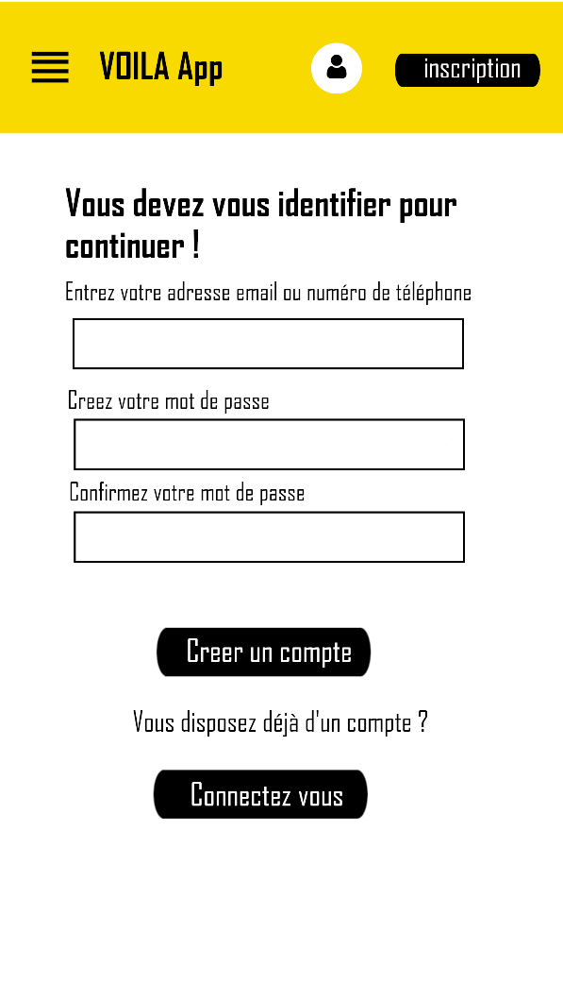 VOILA App
inscription
Vous devez vous identifier pour
continuer !
Entrez votre adresse email ou numéro de téléphone
Creez votre mot de passe
Confirmez votre mot de passe
Creer un compte
Vous disposez déjà d'un compte ?
Connectez vous